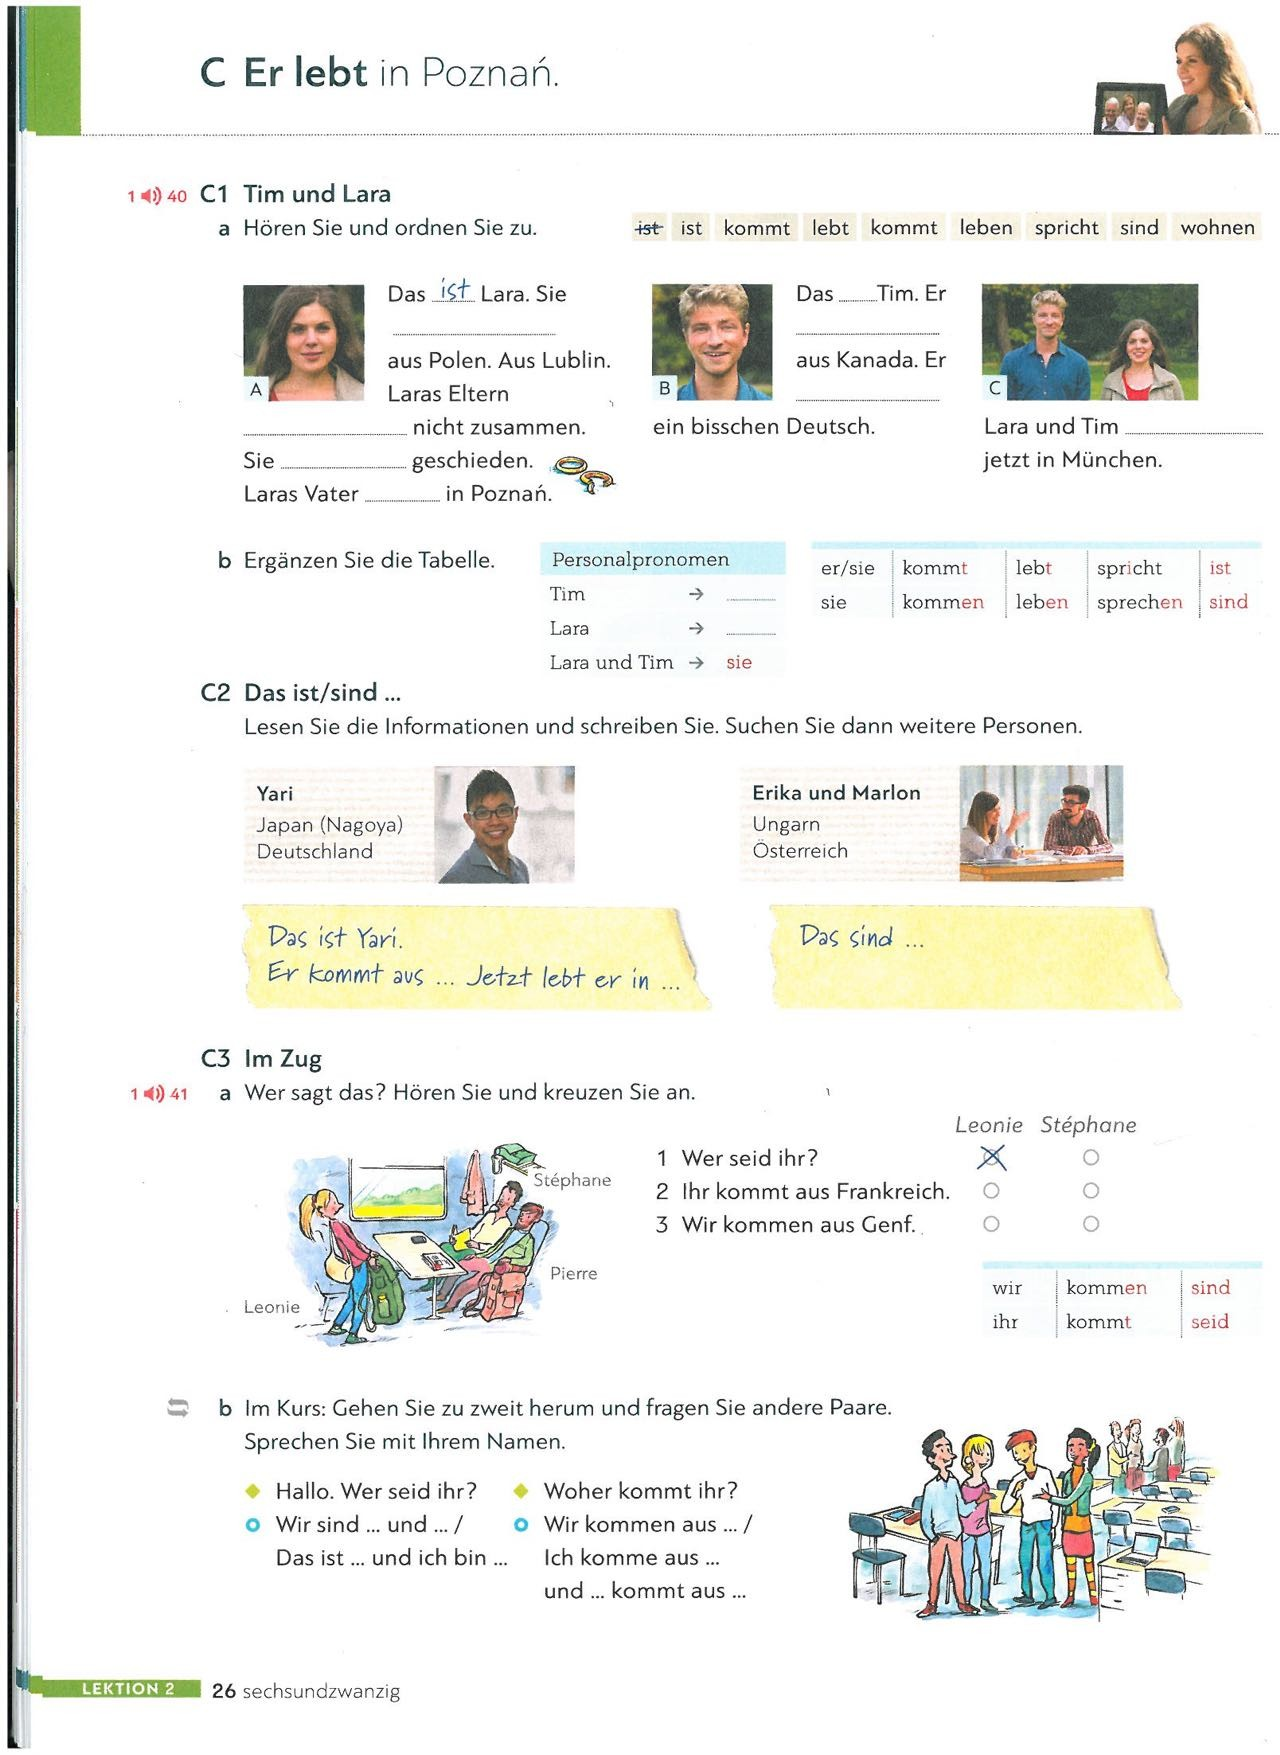 C Er lebt in Poznań.
1 40 C1 Tim und Lara
a Hören Sie und ordnen Sie zu.
ist ist kommt lebt kommt leben spricht sind wohnen
A
Das ist Lara. Sie
aus Polen. Aus Lublin.
Laras Eltern
nicht zusammen.
Sie geschieden.
Laras Vater in Poznań.
B
Das Tim. Er
aus Kanada. Er
ein bisschen Deutsch.
C
Lara und Tim
jetzt in München.
b Ergänzen Sie die Tabelle.
Personalpronomen
Tim →
Lara →
Lara und Tim → sie
er/sie kommt lebt spricht ist
sie kommen leben sprechen sind
C2 Das ist/sind ...
Lesen Sie die Informationen und schreiben Sie. Suchen Sie dann weitere Personen.
Yari
Japan (Nagoya)
Deutschland
Erika und Marlon
Ungarn
Österreich
Das ist Yari.
Er kommt aus ... Jetzt lebt er in ...
Das sind ...
C3 Im Zug
1 41 a Wer sagt das? Hören Sie und kreuzen Sie an.
Stéphane
Pierre
Leonie
Leonie Stéphane
1 Wer seid ihr?
2 Ihr kommt aus Frankreich.
3 Wir kommen aus Genf.
wir kommen sind
ihr kommt seid
b Im Kurs: Gehen Sie zu zweit herum und fragen Sie andere Paare.
Sprechen Sie mit Ihrem Namen.
Hallo. Wer seid ihr?
Wir sind ... und ... /
Das ist ... und ich bin ...
Woher kommt ihr?
Wir kommen aus ... /
Ich komme aus ...
und ... kommt aus ...
LEKTION 2 26 sechsundzwanzig